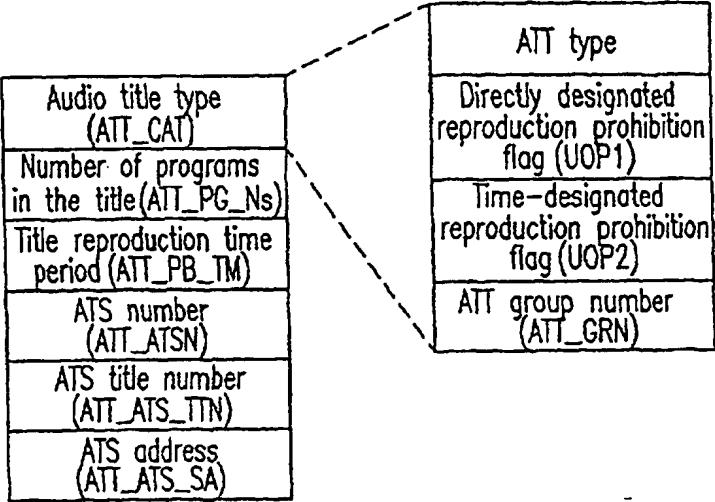 Audio title type
(ATT_CAT)
Number of programs
in the title(ATT_PG_Ns)
Title reproduction time
period(ATT_PB_TM)
ATS number
(ATT_ATSN)
ATS title number
(ATT_ATS_TTN)
ATS address
(ATT_ATS_SA)
ATT type
Directly designated
reproduction prohibition
flag (UOP1)
Time-designated
reproduction prohibition
flag (UOP2)
ATT group number
(ATT_GRN)